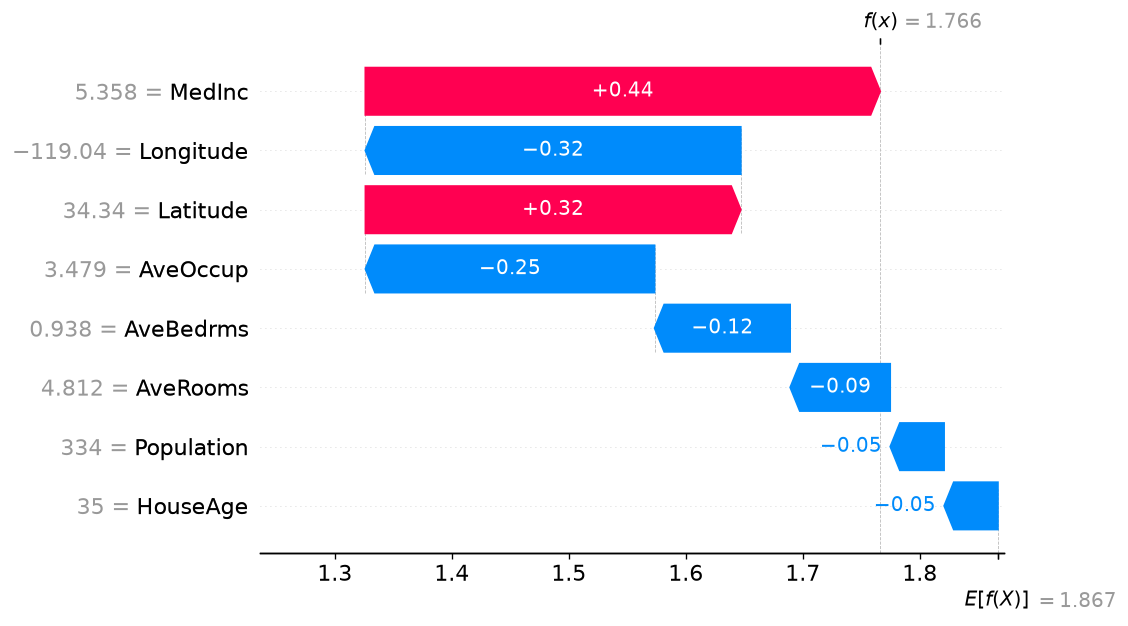 f(x) = 1.766
5.358 = MedInc +0.44
−119.04 = Longitude −0.32
34.34 = Latitude +0.32
3.479 = AveOccup −0.25
0.938 = AveBedrms −0.12
4.812 = AveRooms −0.09
334 = Population −0.05
35 = HouseAge −0.05
1.3 1.4 1.5 1.6 1.7 1.8
E[f(X)] = 1.867